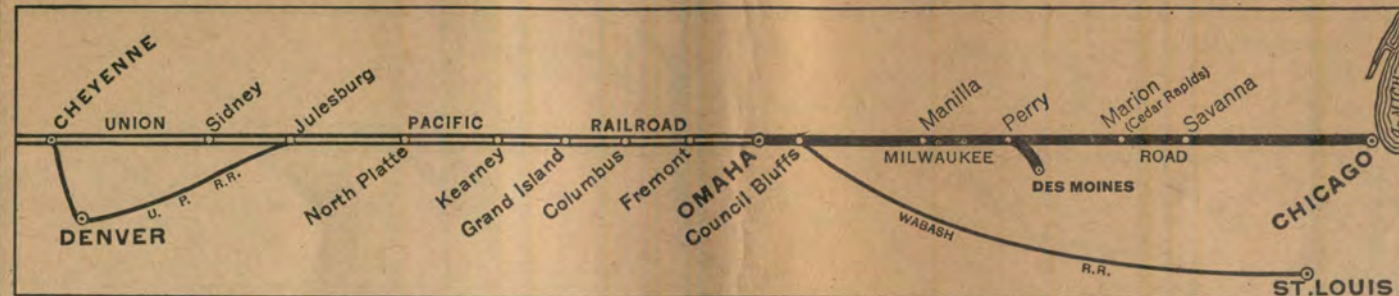 CHEYENNE
UNION
Sidney
Julesburg
PACIFIC
RAILROAD
Manilla
Perry
Marion
(Cedar Rapids)
Savanna
MILWAUKEE
ROAD
DES MOINES
U. P. R.R.
DENVER
North Platte
Kearney
Grand Island
Columbus
Fremont
OMAHA
Council Bluffs
WABASH
R.R.
CHICAGO
ST. LOUIS